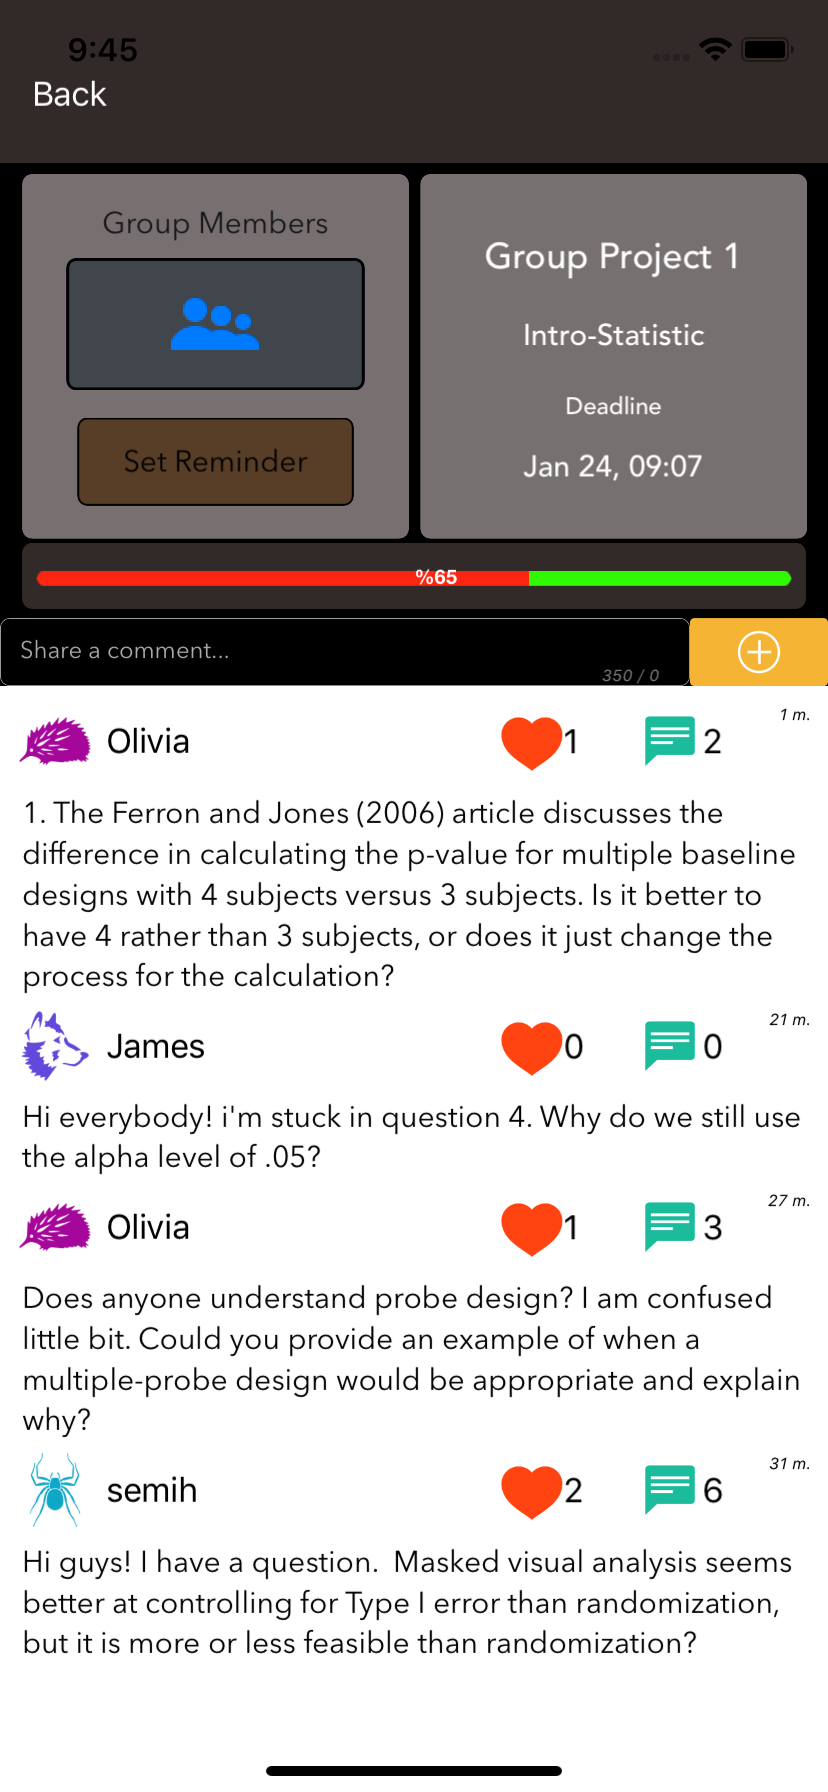 9:45
Back
Group Members
Set Reminder
Group Project 1
Intro-Statistic
Deadline
Jan 24, 09:07
%65
Share a comment...
350 / 0
Olivia
1
2
1 m.
1. The Ferron and Jones (2006) article discusses the
difference in calculating the p-value for multiple baseline
designs with 4 subjects versus 3 subjects. Is it better to
have 4 rather than 3 subjects, or does it just change the
process for the calculation?
James
0
0
21 m.
Hi everybody! i'm stuck in question 4. Why do we still use
the alpha level of .05?
Olivia
1
3
27 m.
Does anyone understand probe design? I am confused
little bit. Could you provide an example of when a
multiple-probe design would be appropriate and explain
why?
semih
2
6
31 m.
Hi guys! I have a question.  Masked visual analysis seems
better at controlling for Type I error than randomization,
but it is more or less feasible than randomization?